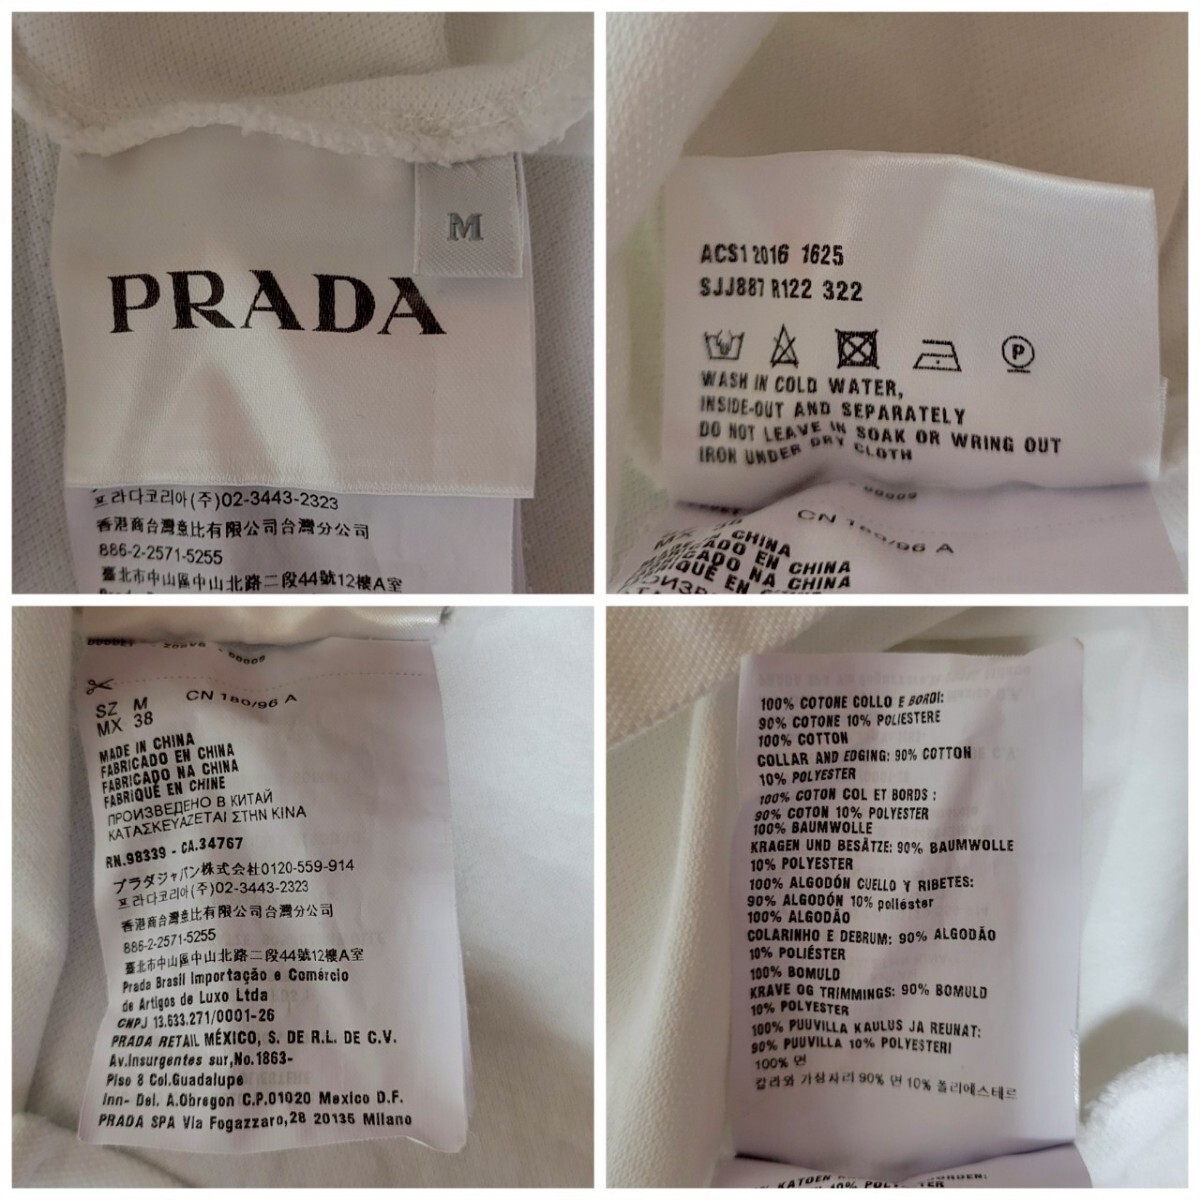 M
PRADA
프라다코리아(주)02-3443-2323
香港商台灣普比有限公司台灣分公司
886-2-2571-5255
臺北市中山區中山北路二段44號12樓A室
ACS1 2016 1625
SJJ887 R122 322
P
WASH IN COLD WATER,
INSIDE-OUT AND SEPARATELY
DO NOT LEAVE IN SOAK OR WRING OUT
IRON UNDER DRY CLOTH
60009
MX 38 CN 180/96 A
CHINA
ADO EN CHINA
CADO NA CHINA
QUÉ EN CHINE
60009
SZ M CN 180/96 A
MX 38
MADE IN CHINA
FABRICADO EN CHINA
FABRICADO NA CHINA
FABRIQUÉ EN CHINE
ПРОИЗВЕДЕНО В КИТАЙ
ΚΑΤΑΣΚΕΥΑΖΕΤΑΙ ΣΤΗΝ ΚΙΝΑ
RN.98339 - CA.34767
プラダジャパン株式会社0120-559-914
프라다코리아(주)02-3443-2323
香港商台灣普比有限公司台灣分公司
886-2-2571-5255
臺北市中山區中山北路二段44號12樓A室
Prada Brasil Importação e Comércio
de Artigos de Luxo Ltda
CNPJ 13.633.271/0001-26
PRADA RETAIL MÉXICO, S. DE R.L. DE C.V.
Av.Insurgentes sur,No.1863-
Piso 8 Col.Guadalupe
Inn- Del. A.Obregon C.P.01020 Mexico D.F.
PRADA SPA Via Fogazzaro,28 20135 Milano
100% COTONE COLLO E BORDI:
90% COTONE 10% POLIESTERE
100% COTTON
COLLAR AND EDGING: 90% COTTON
10% POLYESTER
100% COTON COL ET BORDS :
90% COTON 10% POLYESTER
100% BAUMWOLLE
KRAGEN UND BESÄTZE: 90% BAUMWOLLE
10% POLYESTER
100% ALGODÓN CUELLO Y RIBETES:
90% ALGODÓN 10% poliéster
100% ALGODÃO
COLARINHO E DEBRUM: 90% ALGODÃO
10% POLIÉSTER
100% BOMULD
KRAVE OG TRIMMINGS: 90% BOMULD
10% POLYESTER
100% PUUVILLA KAULUS JA REUNAT:
90% PUUVILLA 10% POLYESTERI
100% 면
칼라와 가장자리 90% 면 10% 폴리에스테르